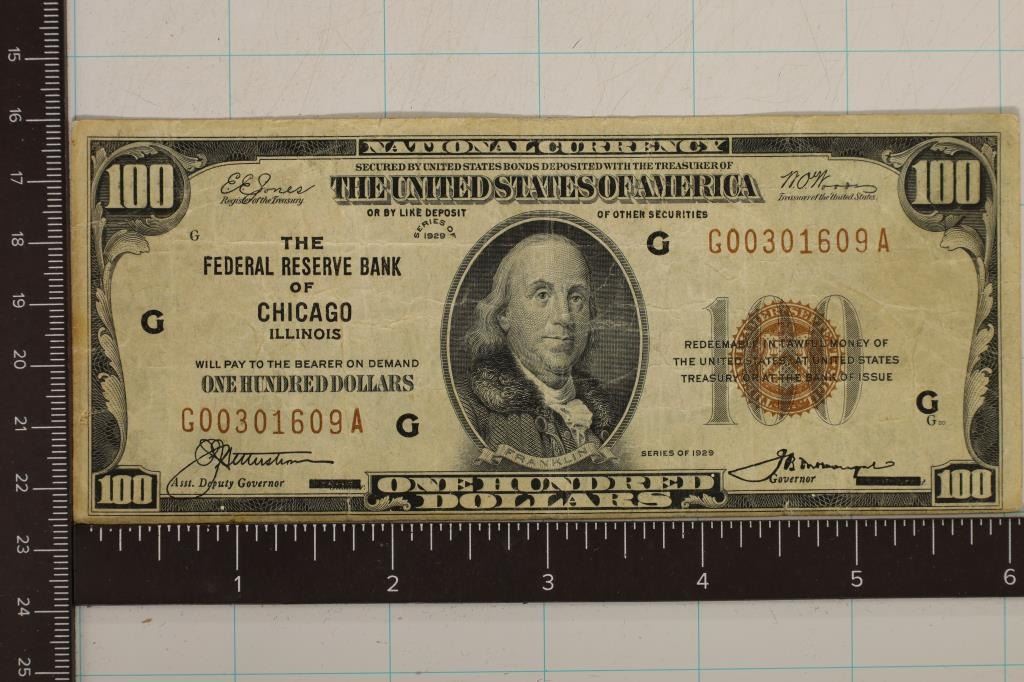 NATIONAL CURRENCY
SECURED BY UNITED STATES BONDS DEPOSITED WITH THE TREASURER OF
THE UNITED STATES OF AMERICA
OR BY LIKE DEPOSIT OF OTHER SECURITIES
100
100
E E Jones
Register of the Treasury.
Treasurer of the United States.
SERIES OF
1929
G
G
G00301609A
THE
FEDERAL RESERVE BANK
OF
CHICAGO
ILLINOIS
G
WILL PAY TO THE BEARER ON DEMAND
ONE HUNDRED DOLLARS
G00301609A
G
100
REDEEMABLE IN LAWFUL MONEY OF
THE UNITED STATES AT UNITED STATES
TREASURY OR AT THE BANK OF ISSUE
G
G
FRANKLIN
SERIES OF 1929
Asst. Deputy Governor
Governor
100
ONE HUNDRED
DOLLARS
100
15
16
17
18
19
20
21
22
23
24
25
1 2 3 4 5 6